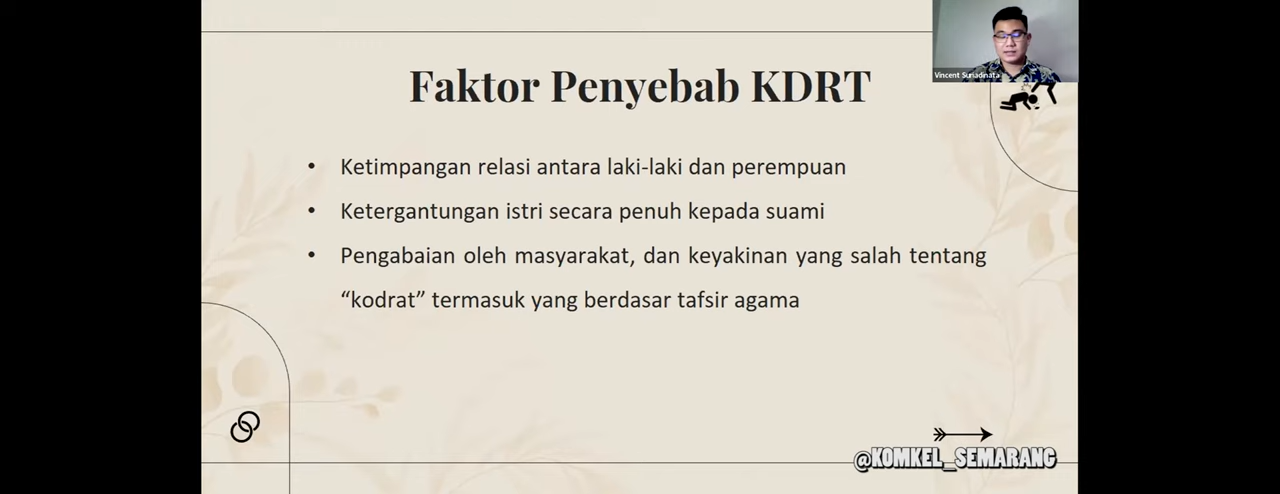 Vincent Suriadinata
Faktor Penyebab KDRT
• Ketimpangan relasi antara laki-laki dan perempuan
• Ketergantungan istri secara penuh kepada suami
• Pengabaian oleh masyarakat, dan keyakinan yang salah tentang
“kodrat” termasuk yang berdasar tafsir agama
@KOMKEL_SEMARANG